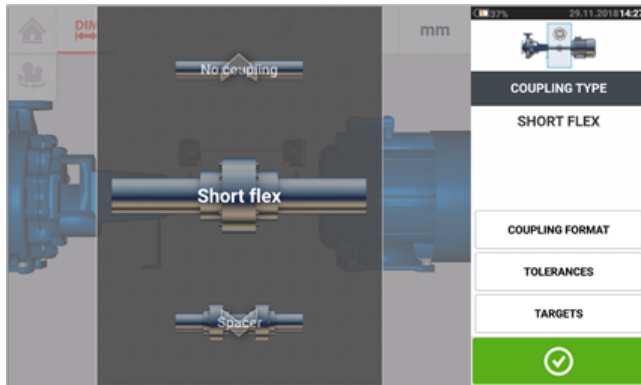 DIM
mm
No coupling
Short flex
Spacer
37%
29.11.2018 14:27
COUPLING TYPE
SHORT FLEX
COUPLING FORMAT
TOLERANCES
TARGETS